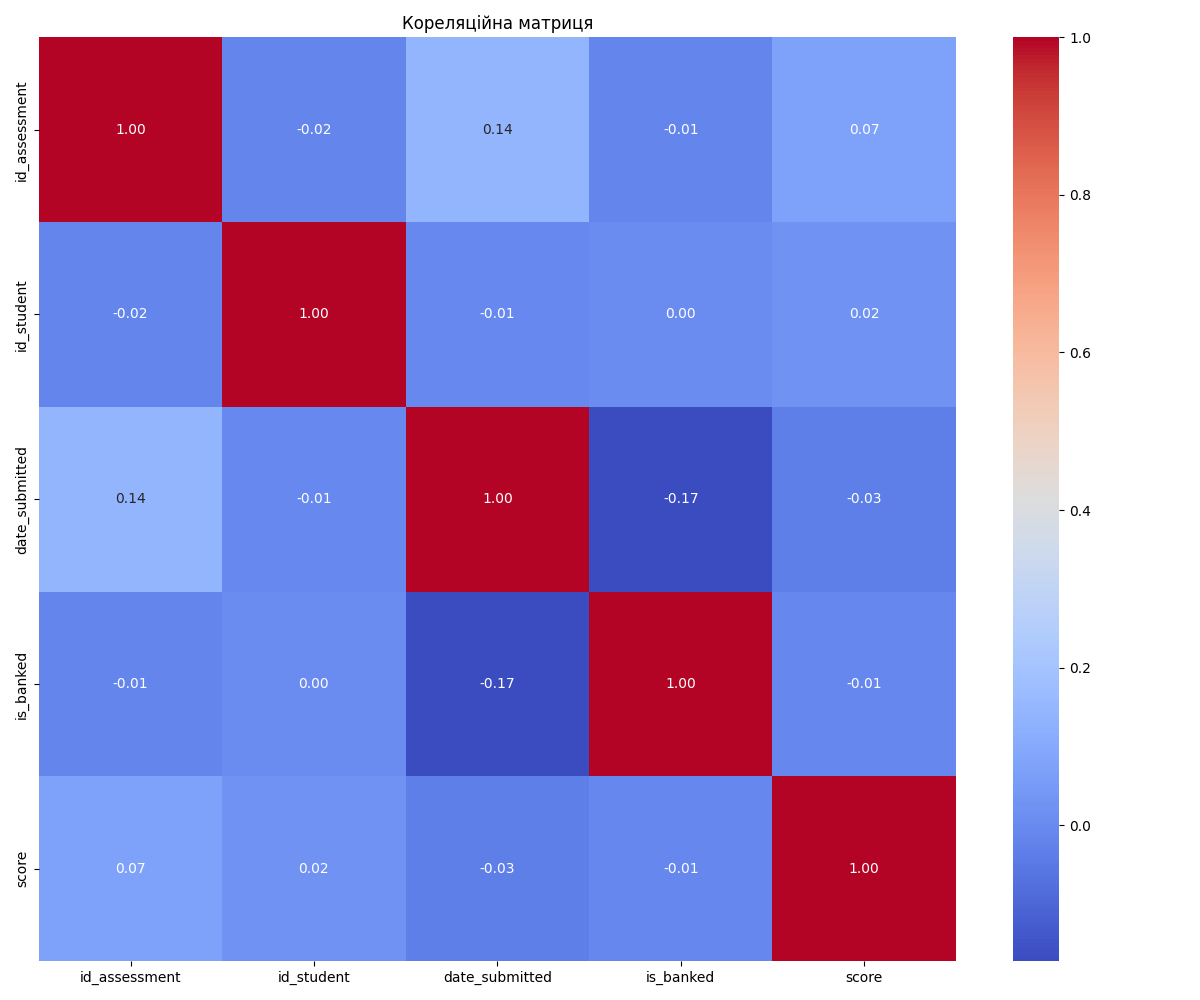 Кореляційна матриця
id_assessment 1.00 -0.02 0.14 -0.01 0.07
id_student -0.02 1.00 -0.01 0.00 0.02
date_submitted 0.14 -0.01 1.00 -0.17 -0.03
is_banked -0.01 0.00 -0.17 1.00 -0.01
score 0.07 0.02 -0.03 -0.01 1.00
id_assessment id_student date_submitted is_banked score
1.0
0.8
0.6
0.4
0.2
0.0